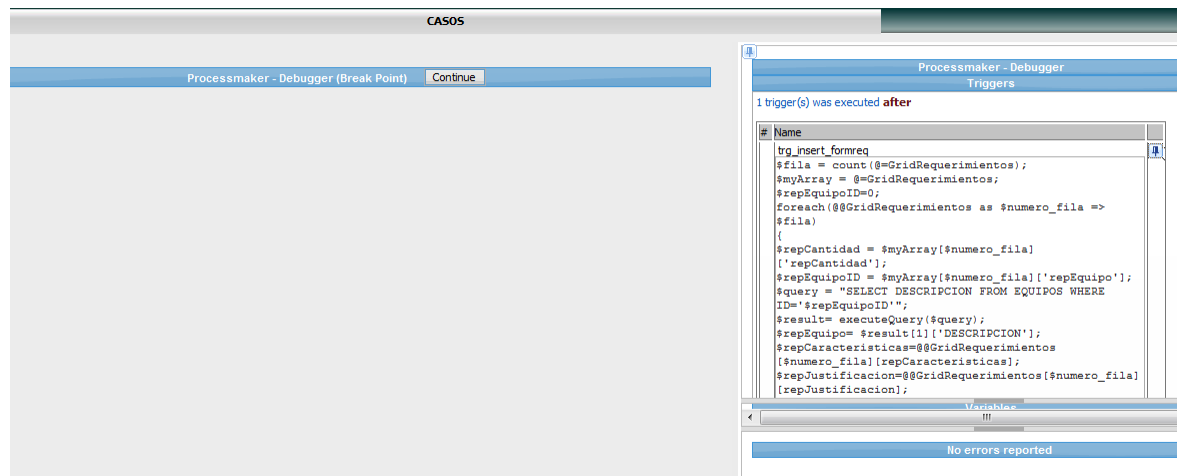 CASOS
Processmaker - Debugger (Break Point) Continue
Processmaker - Debugger
Triggers
1 trigger(s) was executed after
# Name
trg_insert_formreq
$fila = count(@=GridRequerimientos);
$myArray = @=GridRequerimientos;
$repEquipoID=0;
foreach(@@GridRequerimientos as $numero_fila =>
$fila)
{
$repCantidad = $myArray[$numero_fila]
['repCantidad'];
$repEquipoID = $myArray[$numero_fila]['repEquipo'];
$query = "SELECT DESCRIPCION FROM EQUIPOS WHERE
ID='$repEquipoID'";
$result= executeQuery($query);
$repEquipo= $result[1]['DESCRIPCION'];
$repCaracteristicas=@@GridRequerimientos
[$numero_fila][repCaracteristicas];
$repJustificacion=@@GridRequerimientos[$numero_fila]
[repJustificacion];
Variables
No errors reported